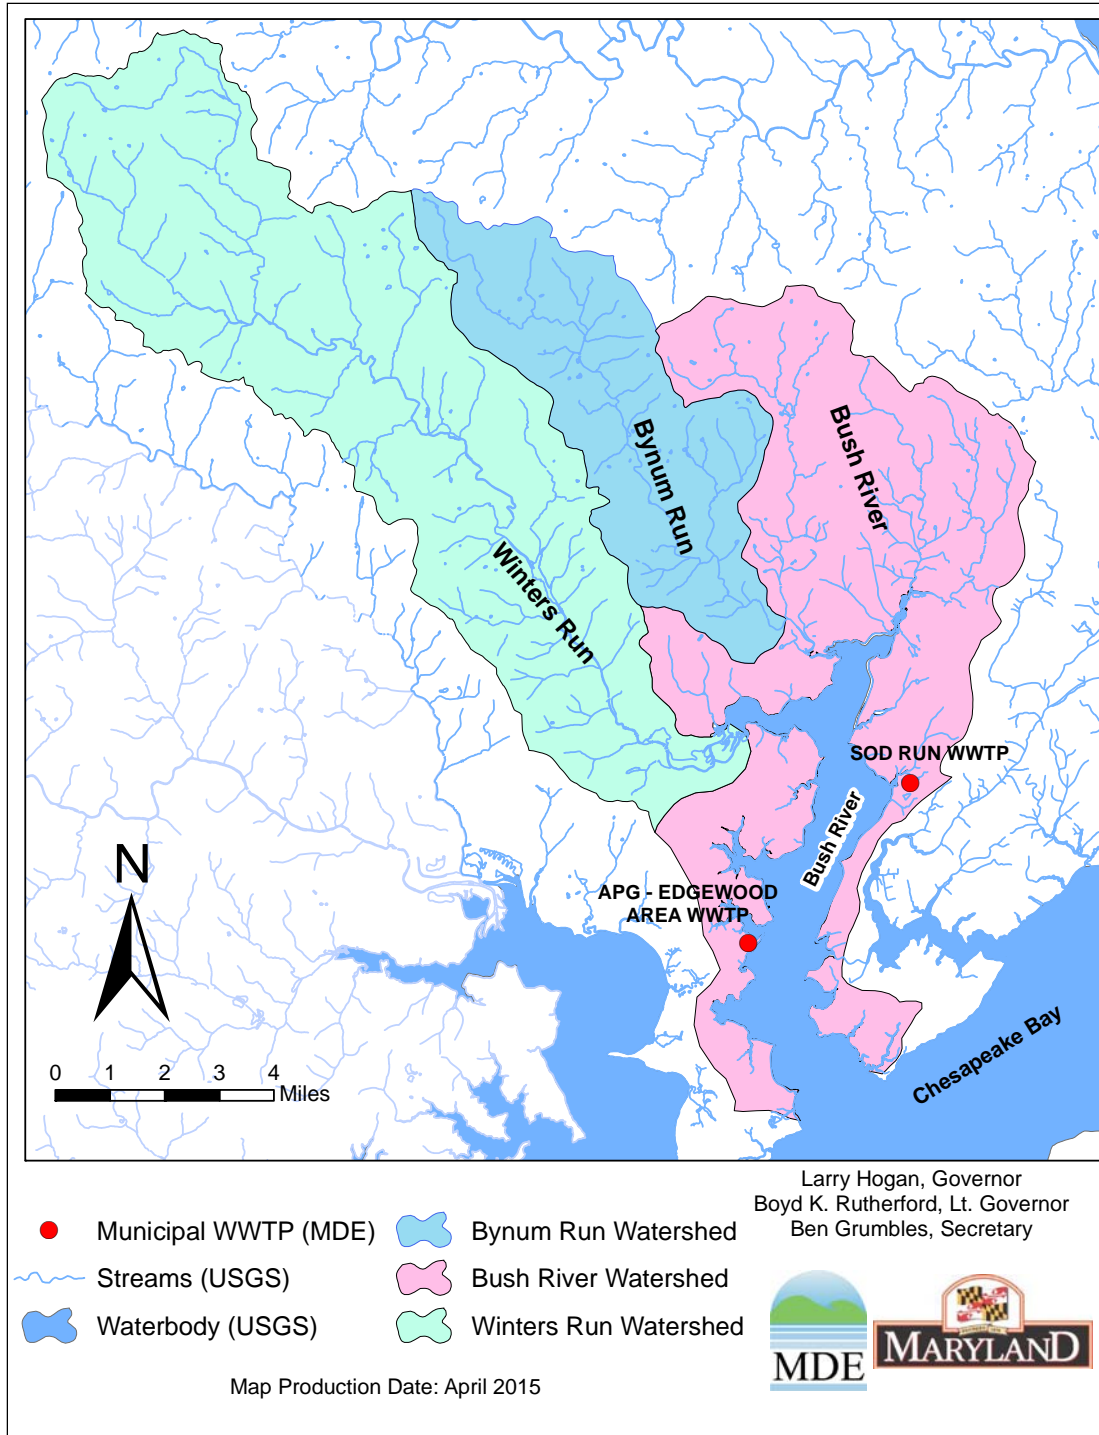 Bynum Run
Bush River
Winters Run
SOD RUN WWTP
Bush River
APG - EDGEWOOD
AREA WWTP
Chesapeake Bay
N
0 1 2 3 4
Miles
Larry Hogan, Governor
Boyd K. Rutherford, Lt. Governor
Ben Grumbles, Secretary
Municipal WWTP (MDE)
Streams (USGS)
Waterbody (USGS)
Bynum Run Watershed
Bush River Watershed
Winters Run Watershed
MDE
MARYLAND
Map Production Date: April 2015